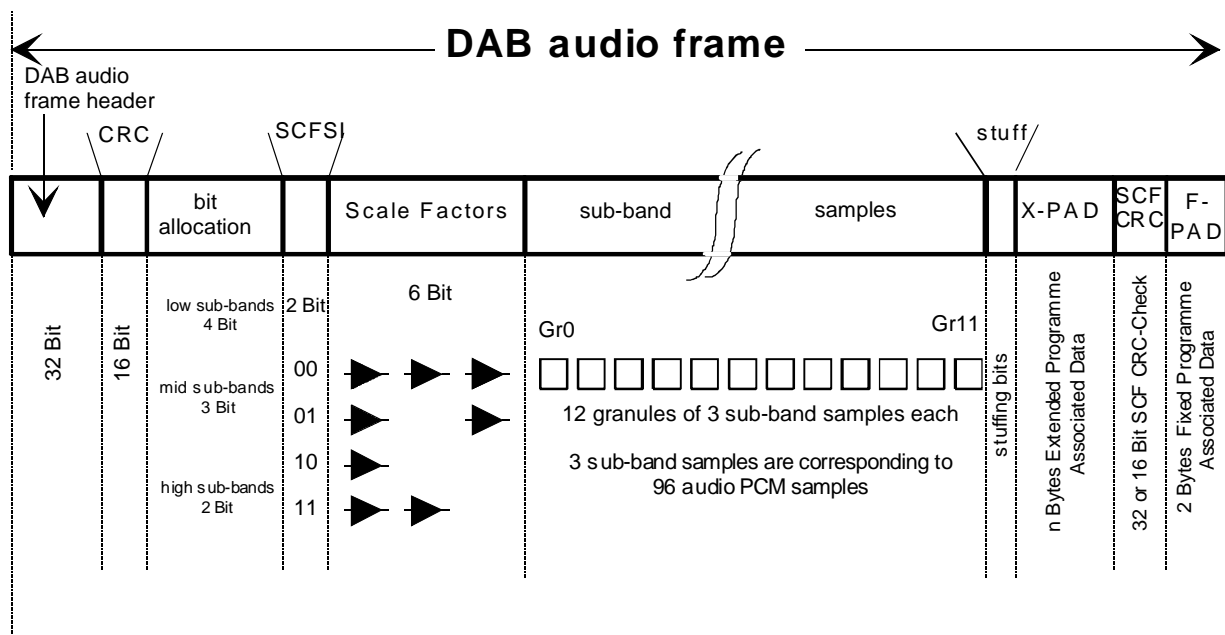 DAB audio frame
DAB audio
frame header
CRC
SCFSI
stuff
bit
allocation
Scale Factors
sub-band
samples
X-PAD
SCF
CRC
F-
PAD
32 Bit
16 Bit
low sub-bands
4 Bit
mid sub-bands
3 Bit
high sub-bands
2 Bit
2 Bit
00
01
10
11
6 Bit
Gr0
Gr11
12 granules of 3 sub-band samples each
3 sub-band samples are corresponding to
96 audio PCM samples
stuffing bits
n Bytes Extended Programme
Associated Data
32 or 16 Bit SCF CRC-Check
2 Bytes Fixed Programme
Associated Data